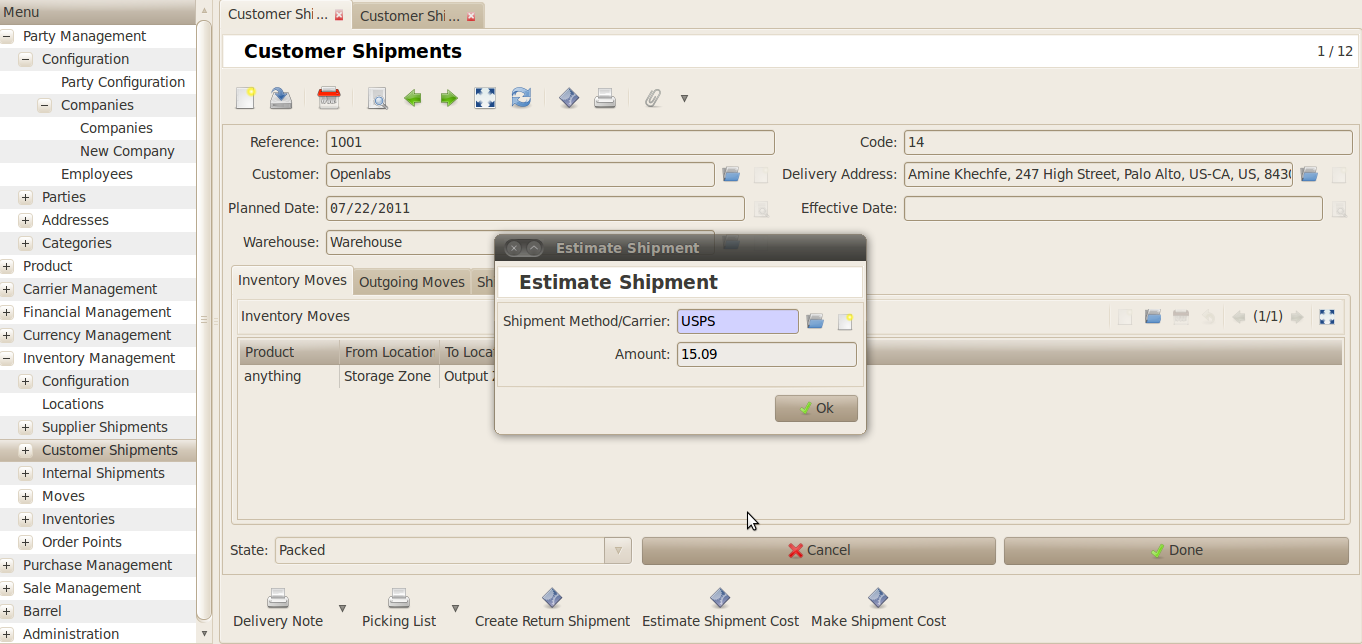 Menu
Party Management
Configuration
Party Configuration
Companies
Companies
New Company
Employees
Parties
Addresses
Categories
Product
Carrier Management
Financial Management
Currency Management
Inventory Management
Configuration
Locations
Supplier Shipments
Customer Shipments
Internal Shipments
Moves
Inventories
Order Points
Purchase Management
Sale Management
Barrel
Administration
Customer Shi... Customer Shi ...
Customer Shipments 1 / 12
Reference: 1001 Code: 14
Customer: Openlabs Delivery Address: Amine Khechfe, 247 High Street, Palo Alto, US-CA, US, 8430
Planned Date: 07/22/2011 Effective Date:
Warehouse: Warehouse
Inventory Moves Outgoing Moves Sh
Inventory Moves (1/1)
Product From Location To Loca
anything Storage Zone Output
Estimate Shipment
Estimate Shipment
Shipment Method/Carrier: USPS
Amount: 15.09
Ok
State: Packed Cancel Done
Delivery Note Picking List Create Return Shipment Estimate Shipment Cost Make Shipment Cost